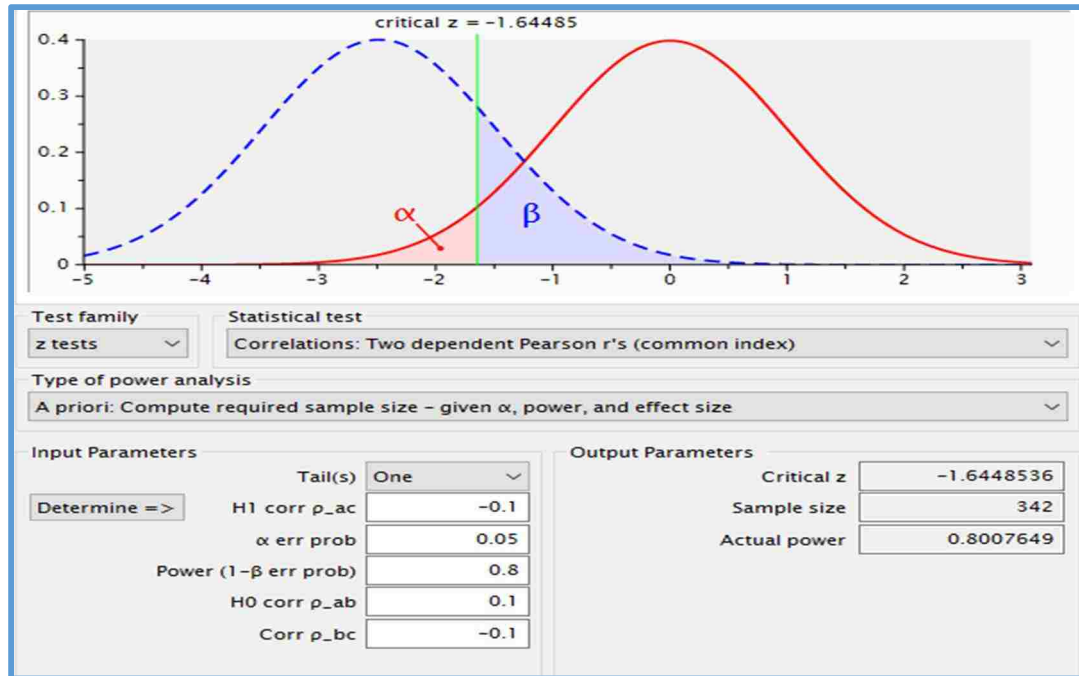 critical z = -1.64485
0.4
0.3
0.2
0.1
0
α
β
-5 -4 -3 -2 -1 0 1 2 3
Test family Statistical test
z tests Correlations: Two dependent Pearson r's (common index)
Type of power analysis
A priori: Compute required sample size – given α, power, and effect size
Input Parameters Output Parameters
Tail(s) One Critical z -1.6448536
Determine => H1 corr ρ_ac -0.1 Sample size 342
α err prob 0.05 Actual power 0.8007649
Power (1-β err prob) 0.8
H0 corr ρ_ab 0.1
Corr ρ_bc -0.1